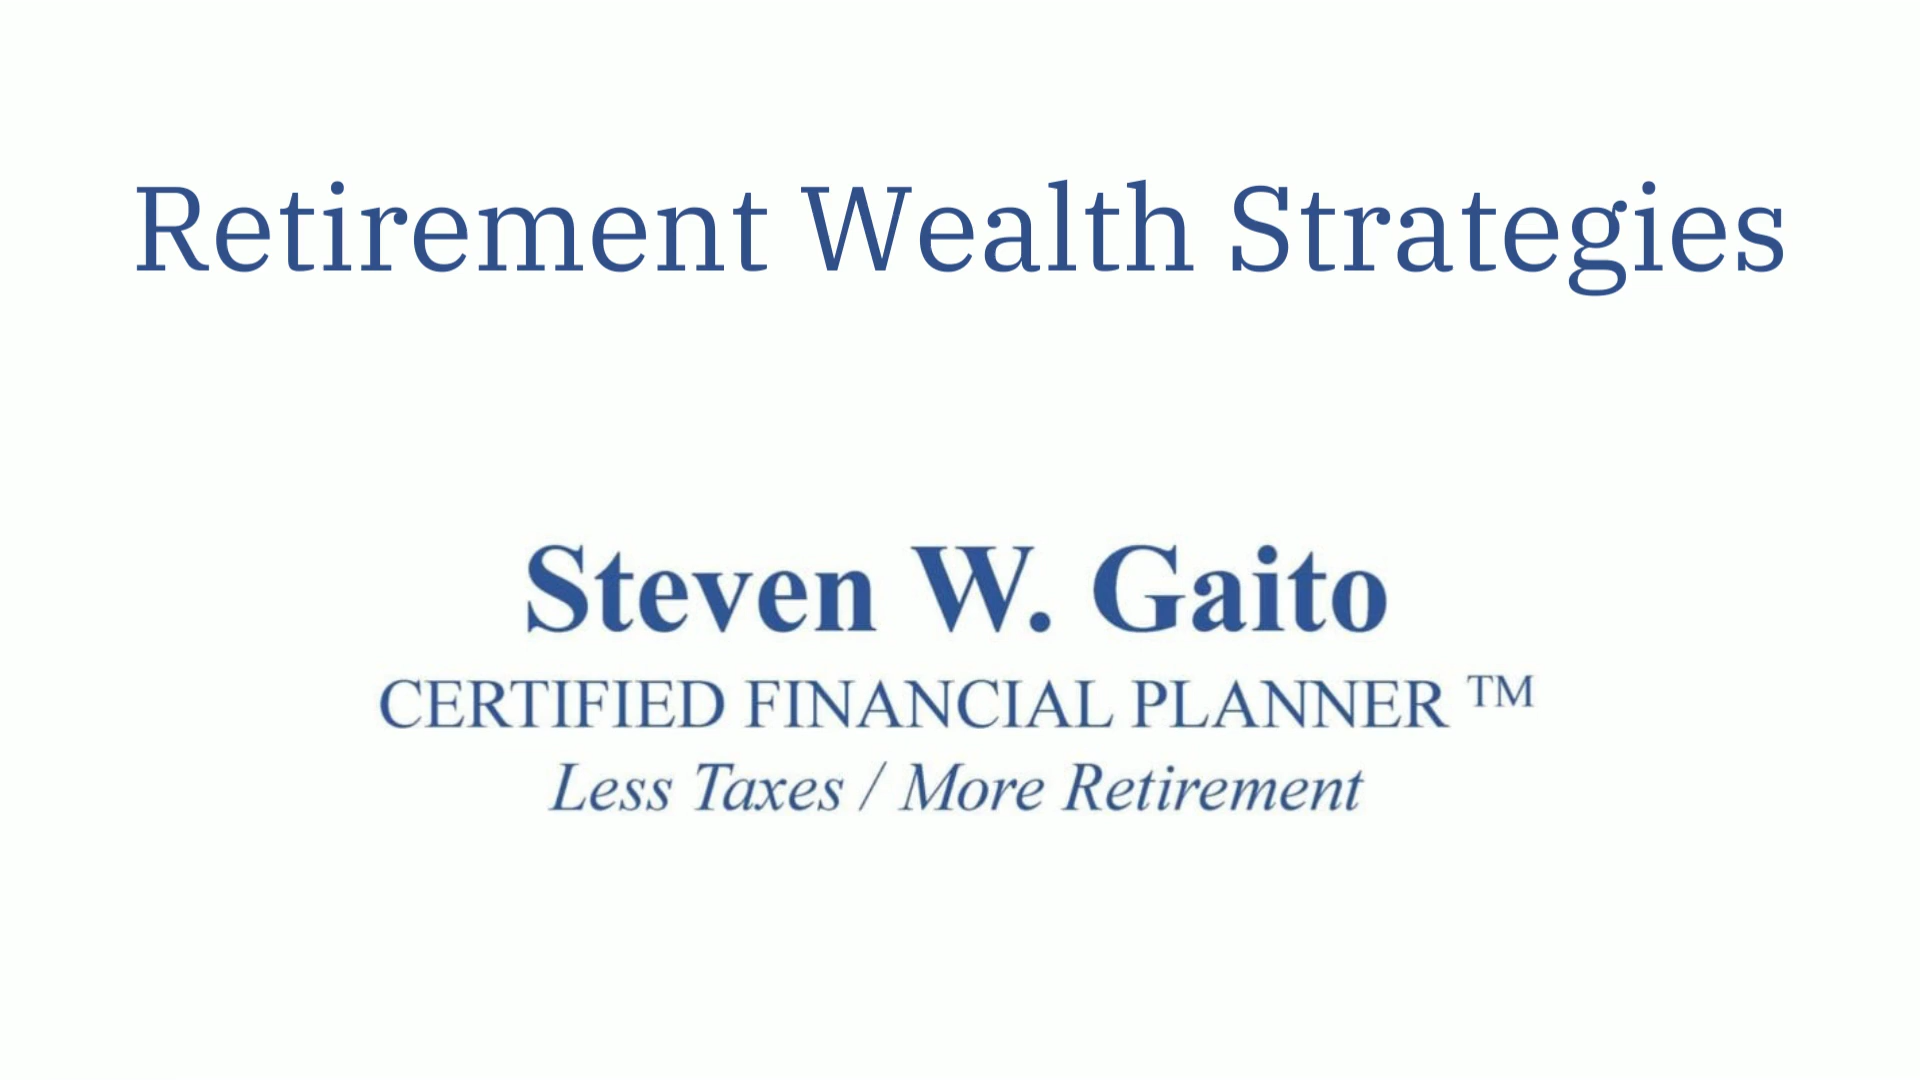 Retirement Wealth Strategies
Steven W. Gaito
CERTIFIED FINANCIAL PLANNER ™
Less Taxes / More Retirement